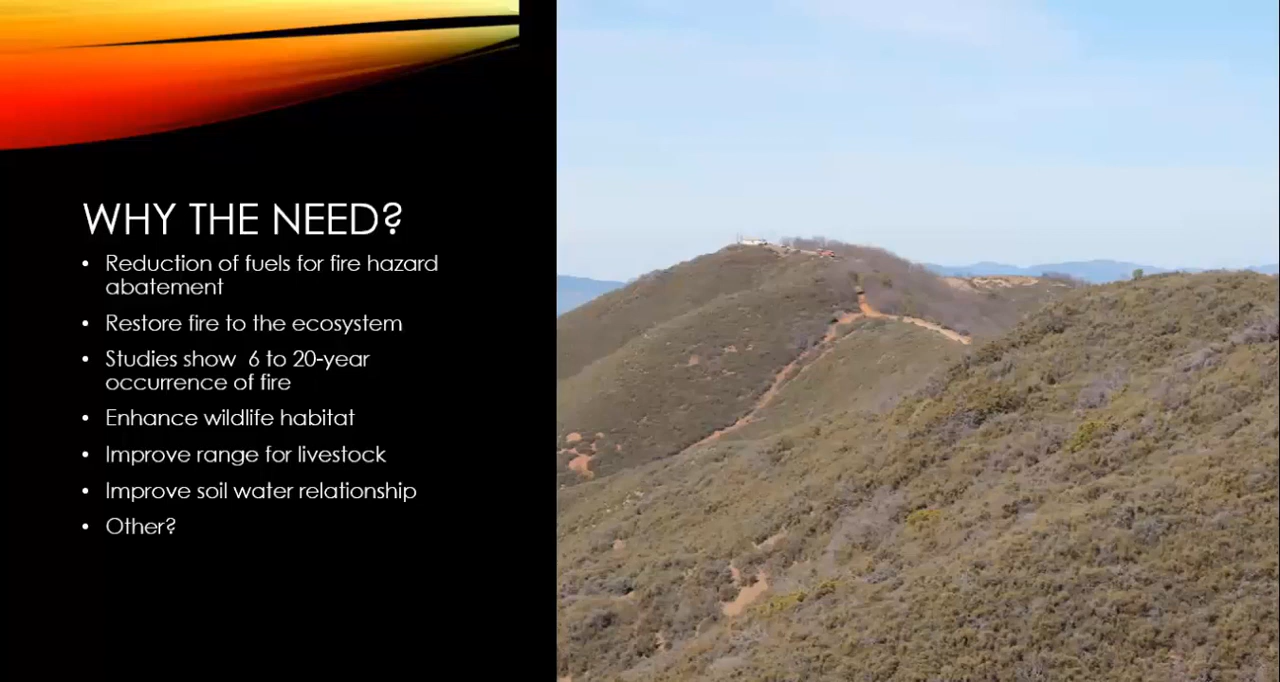 WHY THE NEED?
• Reduction of fuels for fire hazard
abatement
• Restore fire to the ecosystem
• Studies show 6 to 20-year
occurrence of fire
• Enhance wildlife habitat
• Improve range for livestock
• Improve soil water relationship
• Other?